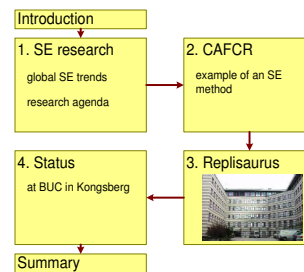 Introduction
1. SE research
global SE trends
research agenda
2. CAFCR
example of an SE
method
3. Replisaurus
4. Status
at BUC in Kongsberg
Summary